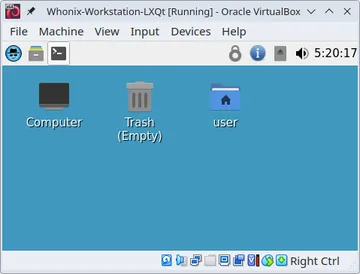 Whonix-Workstation-LXQt [Running] - Oracle VirtualBox
File Machine View Input Devices Help
5:20:17
Computer
Trash
(Empty)
user
Right Ctrl